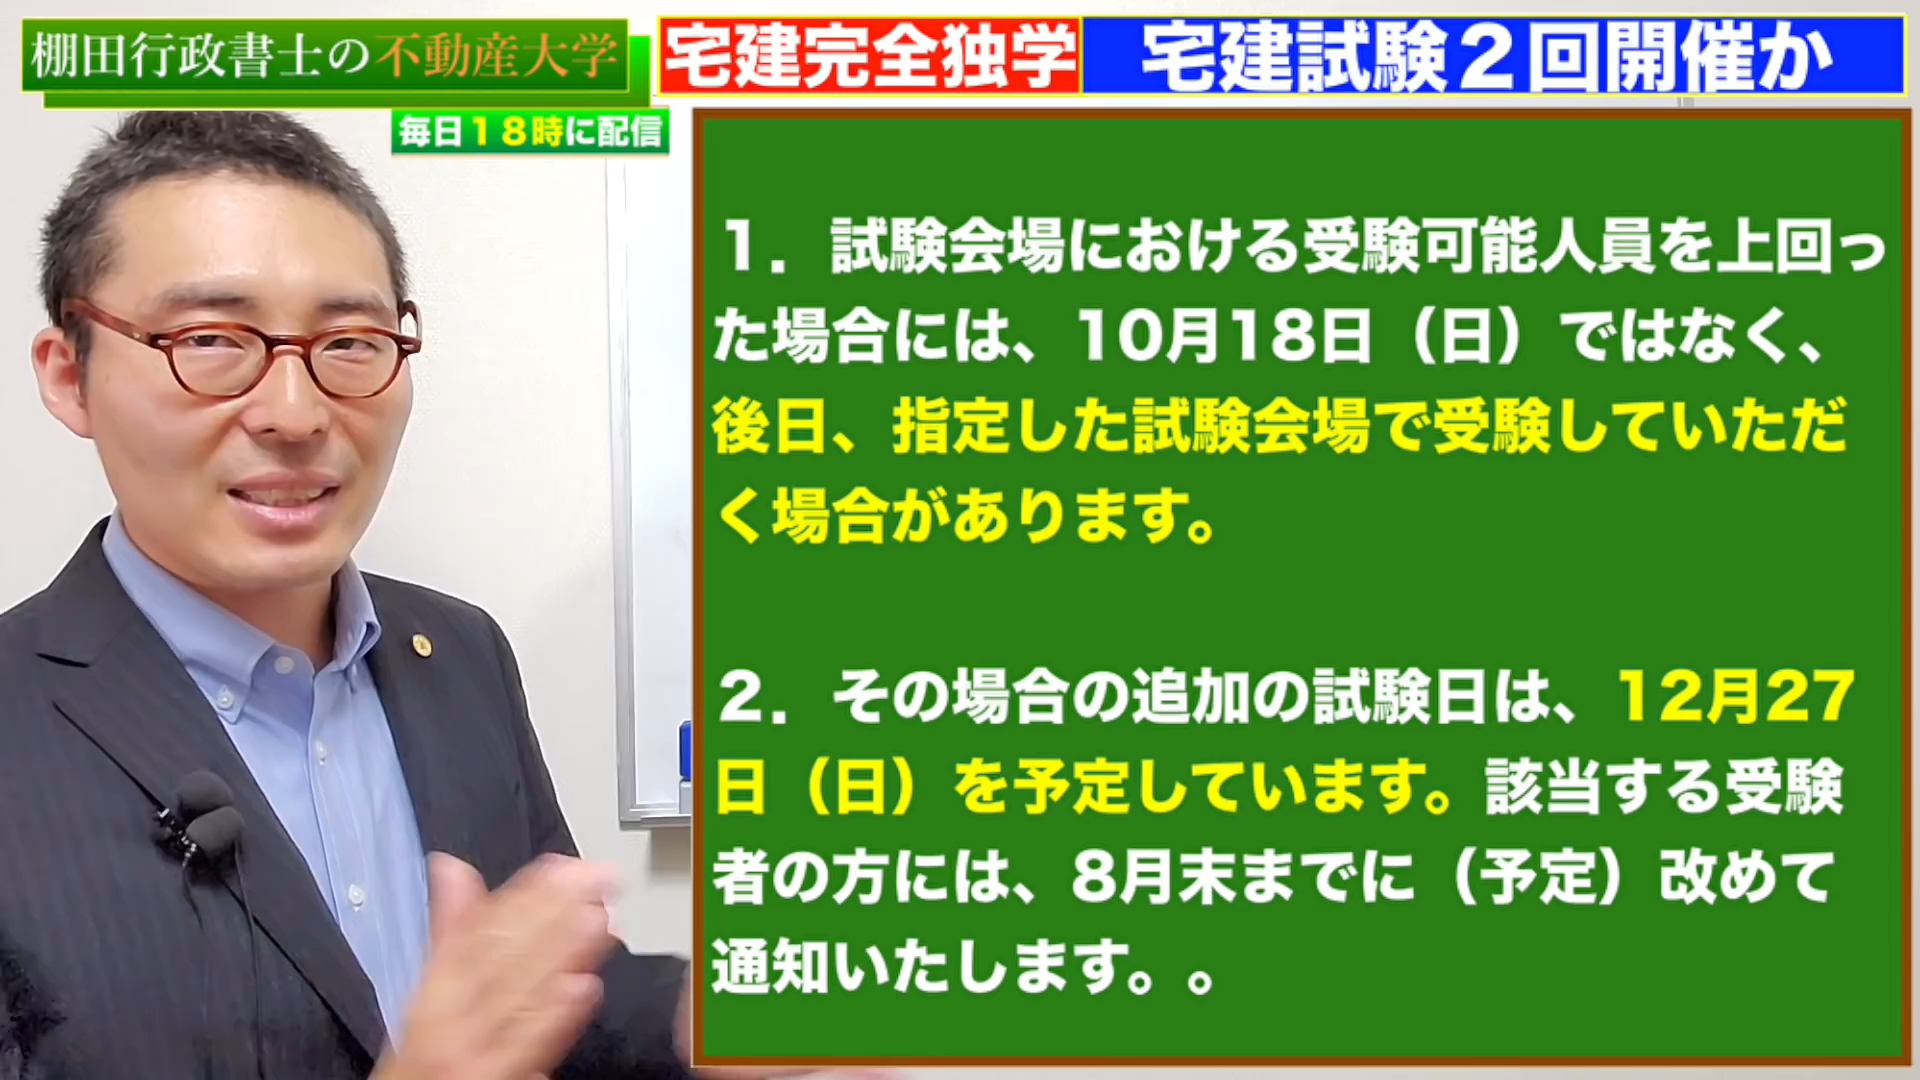 棚田行政書士の不動産大学
宅建完全独学
宅建試験２回開催か
毎日１８時に配信
１．試験会場における受験可能人員を上回っ
た場合には、10月18日（日）ではなく、
後日、指定した試験会場で受験していただ
く場合があります。
２．その場合の追加の試験日は、12月27
日（日）を予定しています。該当する受験
者の方には、8月末までに（予定）改めて
通知いたします。。